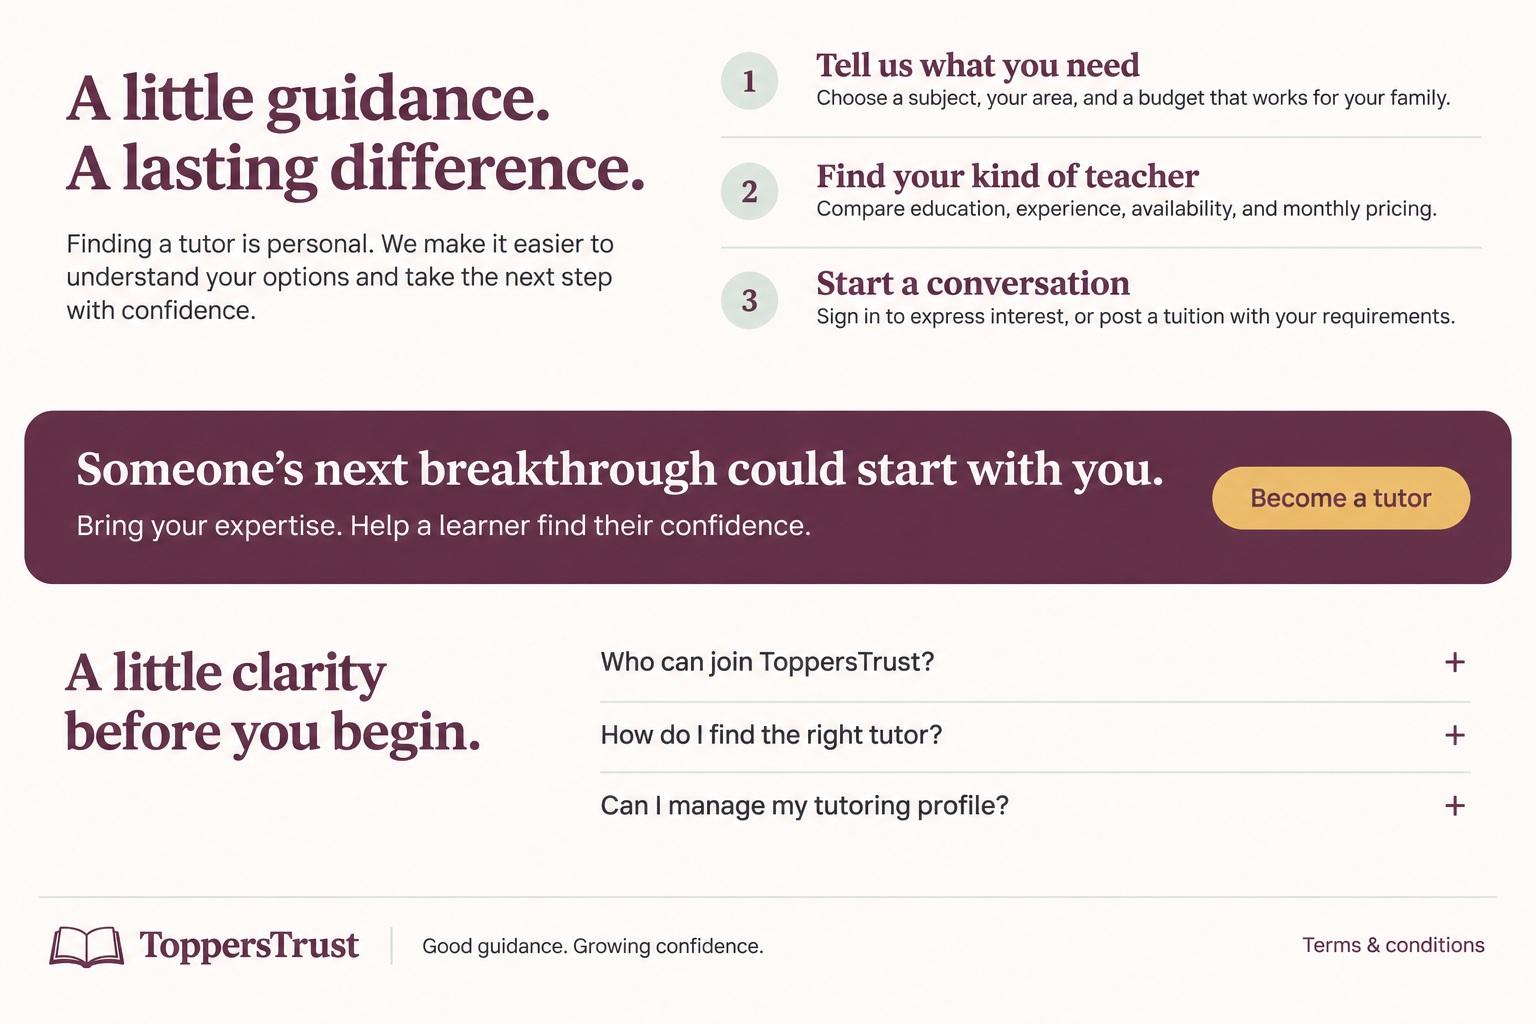 A little guidance.
A lasting difference.
Finding a tutor is personal. We make it easier to
understand your options and take the next step
with confidence.
1
Tell us what you need
Choose a subject, your area, and a budget that works for your family.
2
Find your kind of teacher
Compare education, experience, availability, and monthly pricing.
3
Start a conversation
Sign in to express interest, or post a tuition with your requirements.
Someone’s next breakthrough could start with you.
Bring your expertise. Help a learner find their confidence.
Become a tutor
A little clarity
before you begin.
Who can join ToppersTrust? +
How do I find the right tutor? +
Can I manage my tutoring profile? +
ToppersTrust
Good guidance. Growing confidence.
Terms & conditions